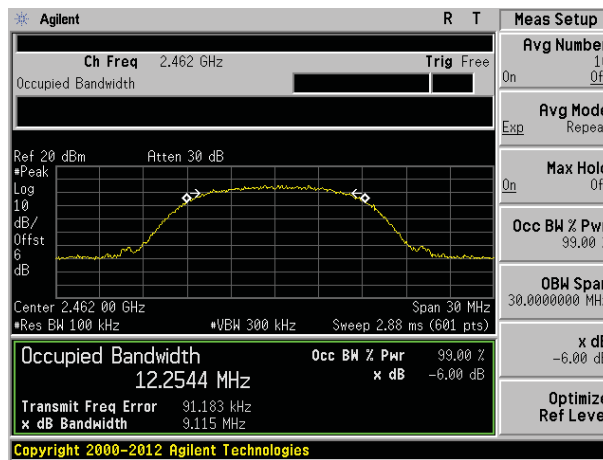 Agilent R T
Meas Setup
Ch Freq 2.462 GHz Trig Free
Occupied Bandwidth
Ref 20 dBm Atten 30 dB
#Peak
Log
10
dB/
Offst
6
dB
Center 2.462 00 GHz Span 30 MHz
#Res BW 100 kHz #VBW 300 kHz Sweep 2.88 ms (601 pts)
Occupied Bandwidth Occ BW % Pwr 99.00 %
12.2544 MHz x dB -6.00 dB
Transmit Freq Error 91.183 kHz
x dB Bandwidth 9.115 MHz
Copyright 2000-2012 Agilent Technologies
Avg Number
On
Avg Mode
Exp Repea
Max Hold
On
Occ BW % Pwr
99.00
OBW Span
30.0000000 MHz
x dB
-6.00 dB
Optimize
Ref Level